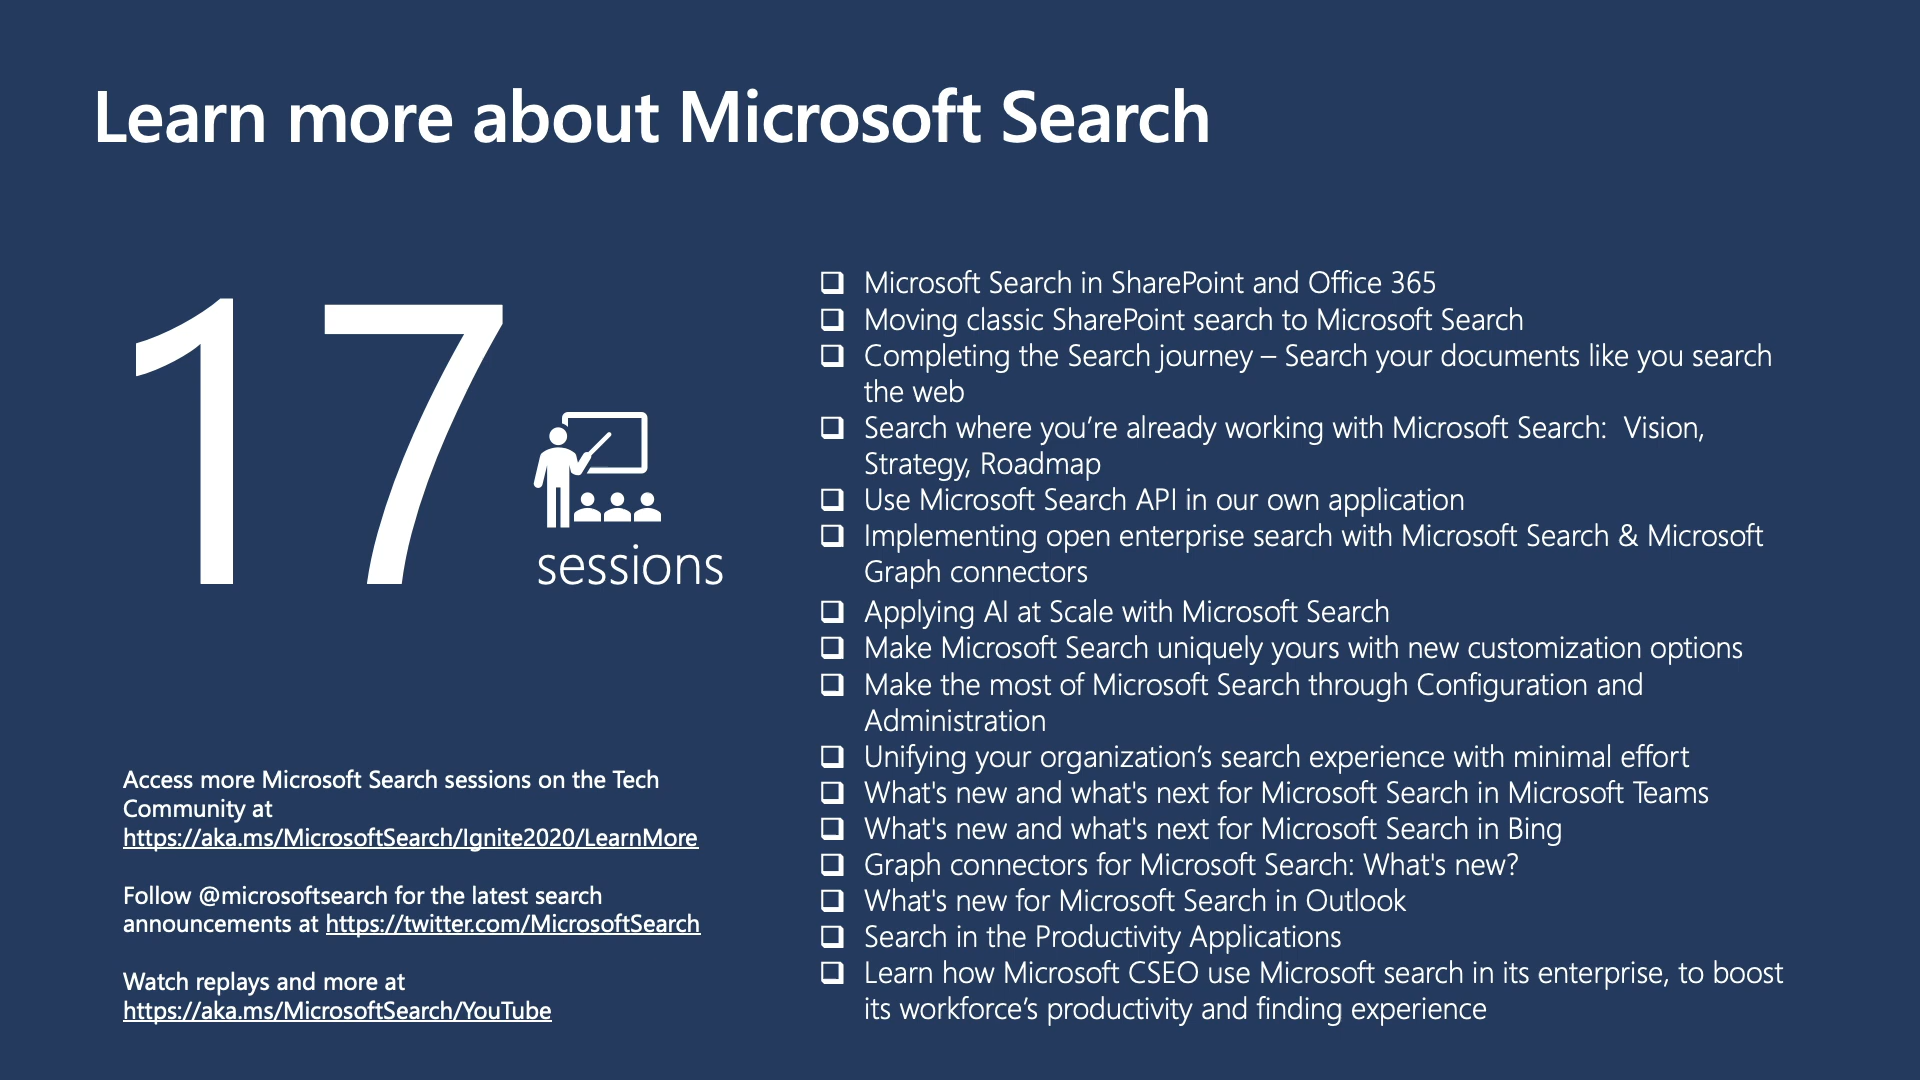 Learn more about Microsoft Search
17
sessions
Access more Microsoft Search sessions on the Tech
Community at
https://aka.ms/MicrosoftSearch/Ignite2020/LearnMore
Follow @microsoftsearch for the latest search
announcements at https://twitter.com/MicrosoftSearch
Watch replays and more at
https://aka.ms/MicrosoftSearch/YouTube
❑ Microsoft Search in SharePoint and Office 365
❑ Moving classic SharePoint search to Microsoft Search
❑ Completing the Search journey – Search your documents like you search
the web
❑ Search where you’re already working with Microsoft Search:  Vision,
Strategy, Roadmap
❑ Use Microsoft Search API in our own application
❑ Implementing open enterprise search with Microsoft Search & Microsoft
Graph connectors
❑ Applying AI at Scale with Microsoft Search
❑ Make Microsoft Search uniquely yours with new customization options
❑ Make the most of Microsoft Search through Configuration and
Administration
❑ Unifying your organization’s search experience with minimal effort
❑ What's new and what's next for Microsoft Search in Microsoft Teams
❑ What's new and what's next for Microsoft Search in Bing
❑ Graph connectors for Microsoft Search: What's new?
❑ What's new for Microsoft Search in Outlook
❑ Search in the Productivity Applications
❑ Learn how Microsoft CSEO use Microsoft search in its enterprise, to boost
its workforce’s productivity and finding experience